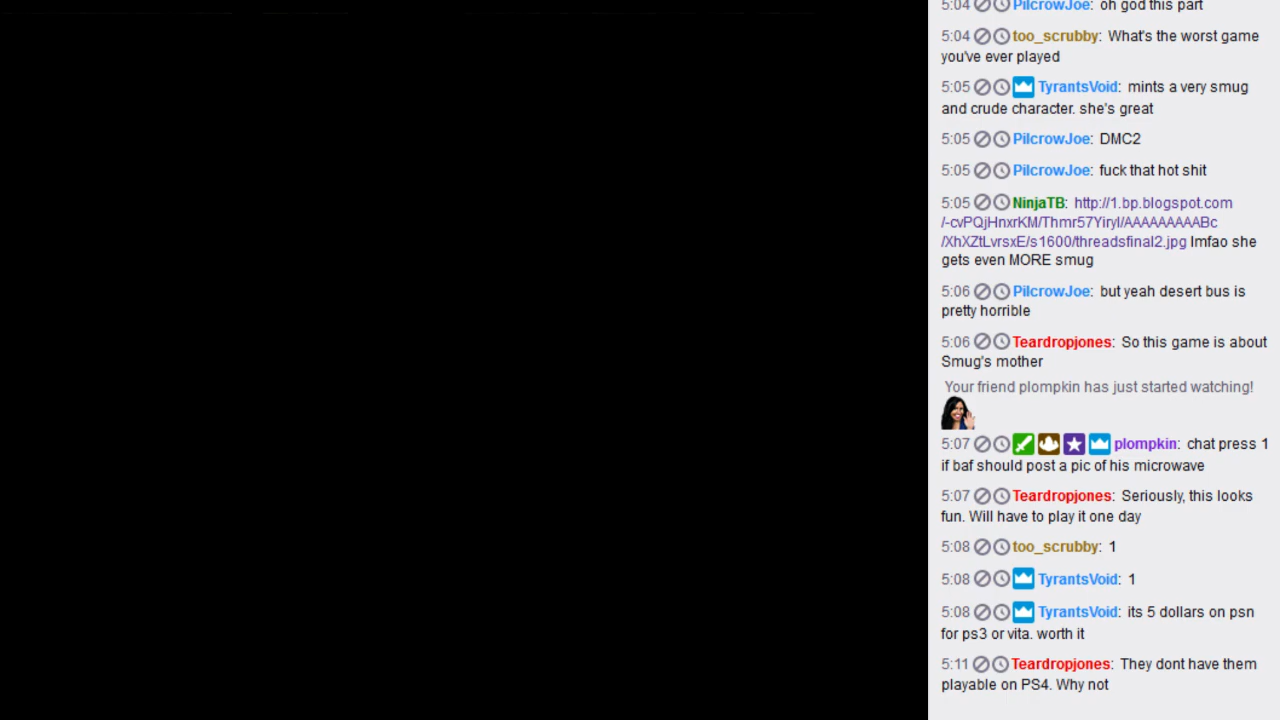 5:04 PilcrowJoe: oh god this part
5:04 too_scrubby: What's the worst game
you've ever played
5:05 TyrantsVoid: mints a very smug
and crude character. she's great
5:05 PilcrowJoe: DMC2
5:05 PilcrowJoe: fuck that hot shit
5:05 NinjaTB: http://1.bp.blogspot.com
/-cvPQjHnxrKM/Thmr57Yiryl/AAAAAAAAABc
/XhXZtLvrsxE/s1600/threadsfinal2.jpg lmfao she
gets even MORE smug
5:06 PilcrowJoe: but yeah desert bus is
pretty horrible
5:06 Teardropjones: So this game is about
Smug's mother
Your friend plompkin has just started watching!
5:07 plompkin: chat press 1
if baf should post a pic of his microwave
5:07 Teardropjones: Seriously, this looks
fun. Will have to play it one day
5:08 too_scrubby: 1
5:08 TyrantsVoid: 1
5:08 TyrantsVoid: its 5 dollars on psn
for ps3 or vita. worth it
5:11 Teardropjones: They dont have them
playable on PS4. Why not